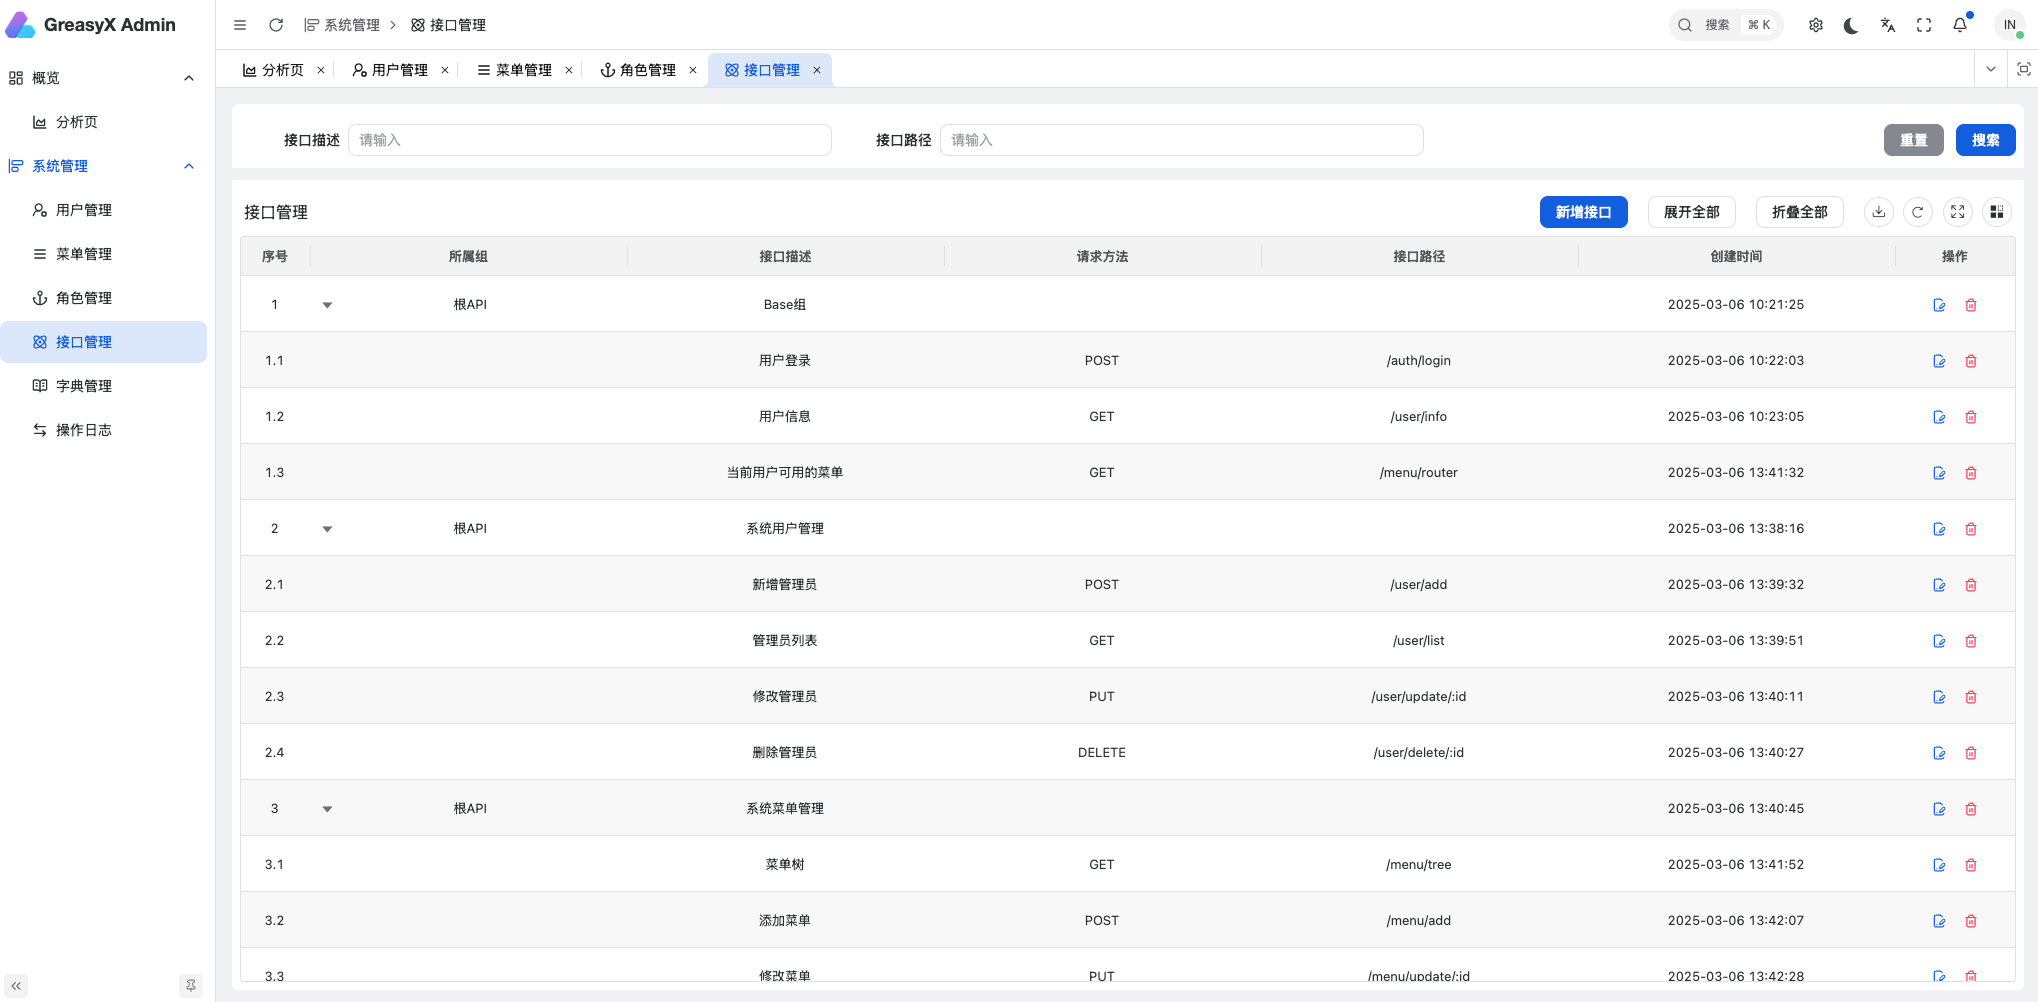 GreasyX Admin
系统管理 > 接口管理
搜索 ⌘ K
IN
概览
分析页
系统管理
用户管理
菜单管理
角色管理
接口管理
字典管理
操作日志
分析页 × 用户管理 × 菜单管理 × 角色管理 × 接口管理 ×
接口描述 请输入 接口路径 请输入 重置 搜索
接口管理 新增接口 展开全部 折叠全部
序号 所属组 接口描述 请求方法 接口路径 创建时间 操作
1 根API Base组 2025-03-06 10:21:25
1.1 用户登录 POST /auth/login 2025-03-06 10:22:03
1.2 用户信息 GET /user/info 2025-03-06 10:23:05
1.3 当前用户可用的菜单 GET /menu/router 2025-03-06 13:41:32
2 根API 系统用户管理 2025-03-06 13:38:16
2.1 新增管理员 POST /user/add 2025-03-06 13:39:32
2.2 管理员列表 GET /user/list 2025-03-06 13:39:51
2.3 修改管理员 PUT /user/update/:id 2025-03-06 13:40:11
2.4 删除管理员 DELETE /user/delete/:id 2025-03-06 13:40:27
3 根API 系统菜单管理 2025-03-06 13:40:45
3.1 菜单树 GET /menu/tree 2025-03-06 13:41:52
3.2 添加菜单 POST /menu/add 2025-03-06 13:42:07
3.3 修改菜单 PUT /menu/update/:id 2025-03-06 13:42:28